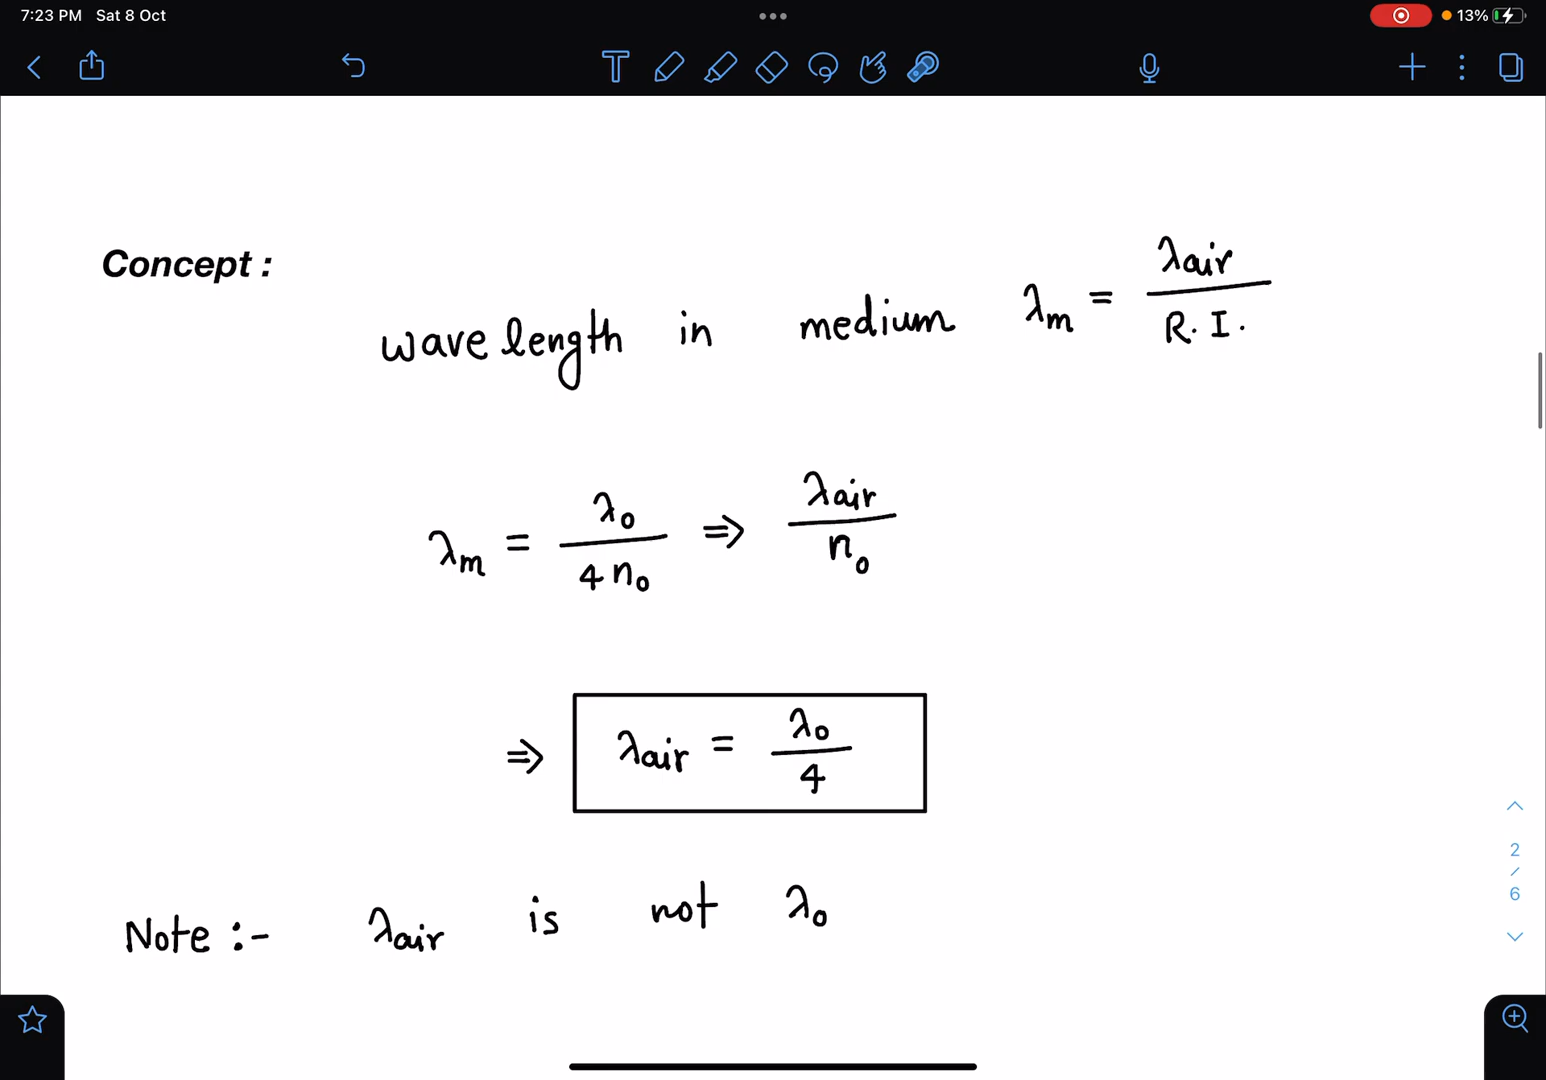 7:23 PM Sat 8 Oct
13%
T
Concept :
wave length in medium λm = λair / R.I.
λm = λ₀ / 4n₀ ⇒ λair / n₀
⇒ λair = λ₀ / 4
2 / 6
Note :- λair is not λ₀